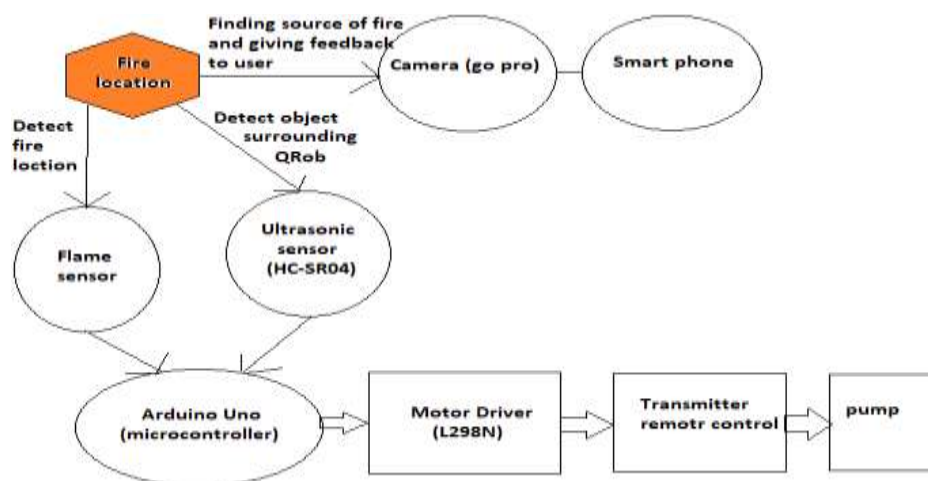 Finding source of fire
and giving feedback
to user
Fire
location
Camera (go pro)
Smart phone
Detect
fire
loction
Detect object
surrounding
QRob
Flame
sensor
Ultrasonic
sensor
(HC-SR04)
Arduino Uno
(microcontroller)
Motor Driver
(L298N)
Transmitter
remotr control
pump